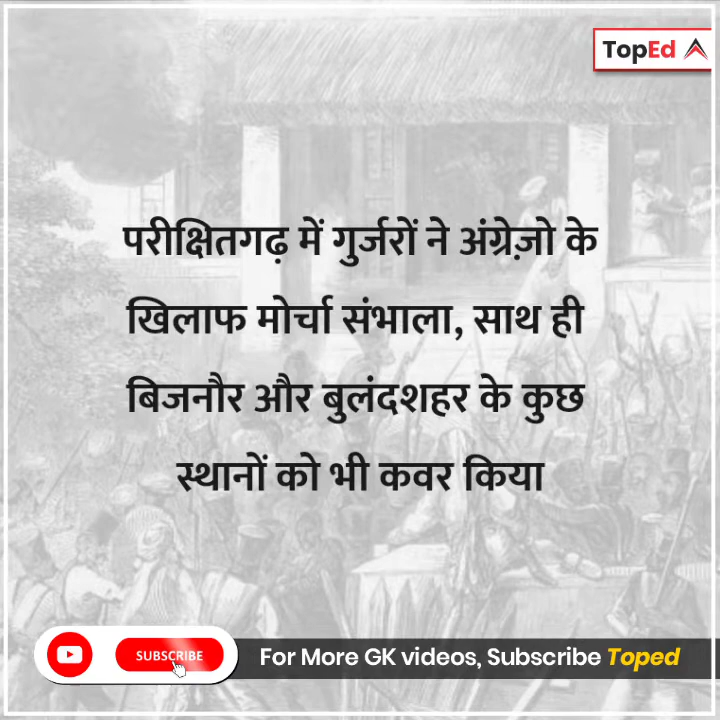 TopEd
परीक्षितगढ़ में गुर्जरों ने अंग्रेज़ो के
खिलाफ मोर्चा संभाला, साथ ही
बिजनौर और बुलंदशहर के कुछ
स्थानों को भी कवर किया
SUBSCRIBE
For More GK videos, Subscribe Toped